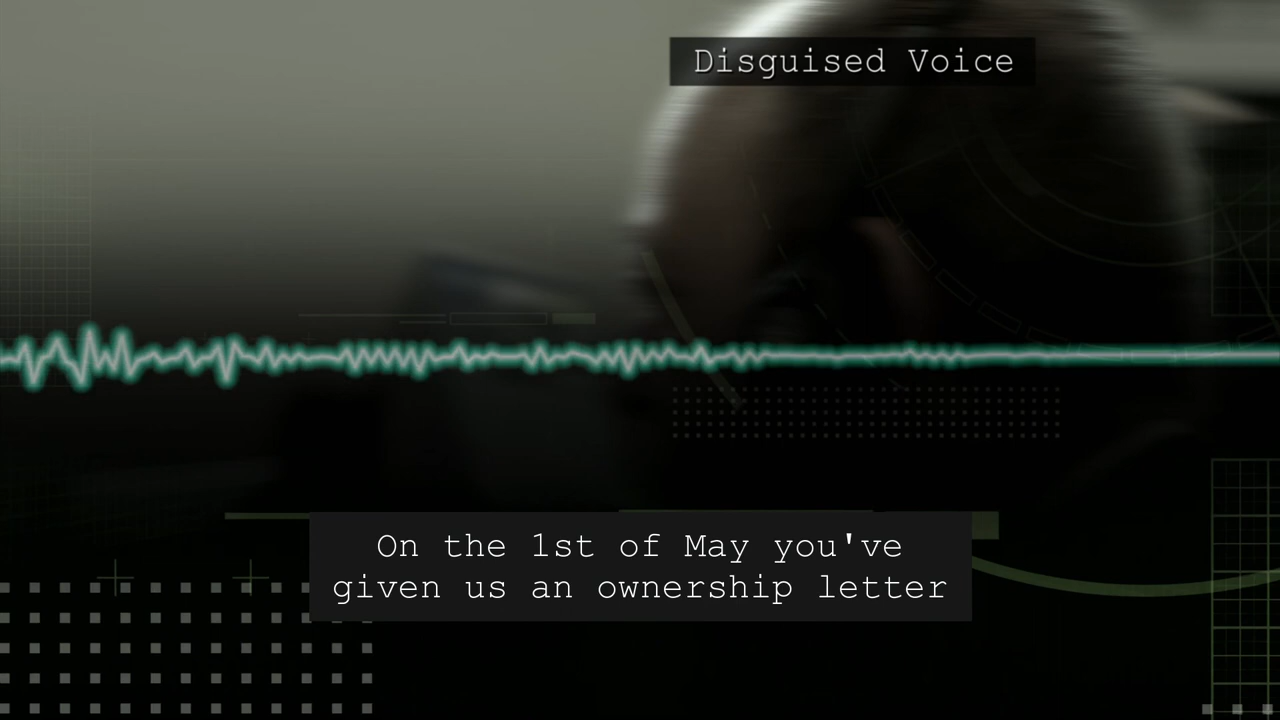 Disguised Voice
On the 1st of May you've
given us an ownership letter